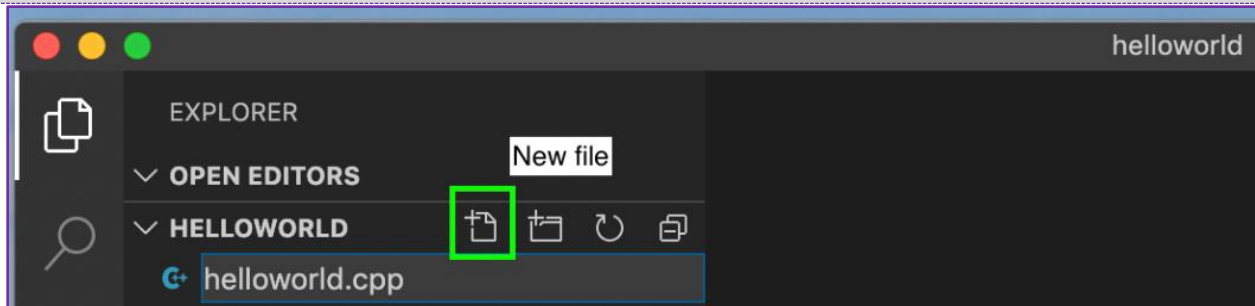 helloworld
EXPLORER
New file
OPEN EDITORS
HELLOWORLD
helloworld.cpp